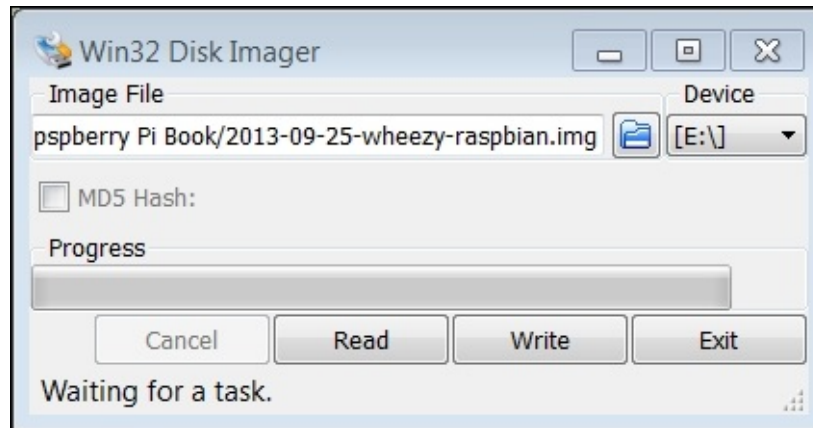 Win32 Disk Imager
Image File Device
pspberry Pi Book/2013-09-25-wheezy-raspbian.img [E:\]
MD5 Hash:
Progress
Cancel Read Write Exit
Waiting for a task.